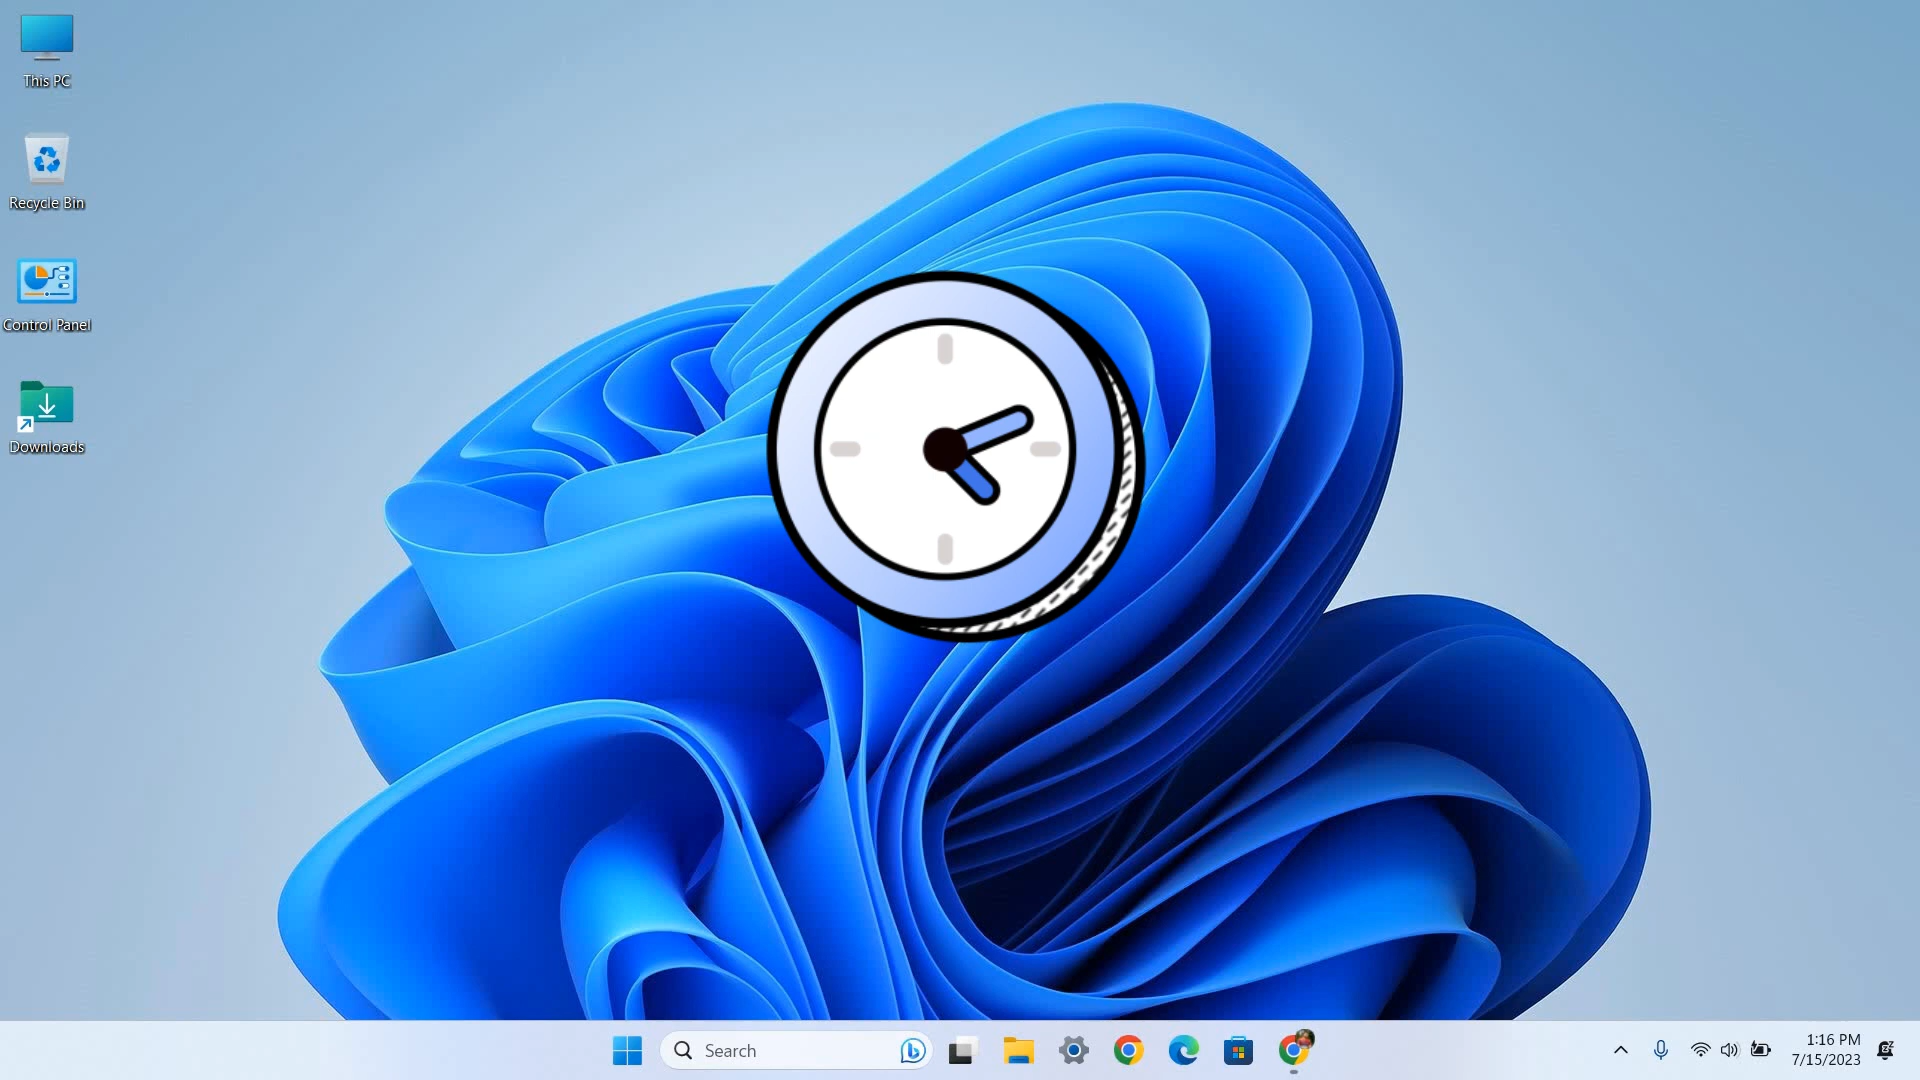 This PC
Recycle Bin
Control Panel
Downloads
Search
1:16 PM
7/15/2023